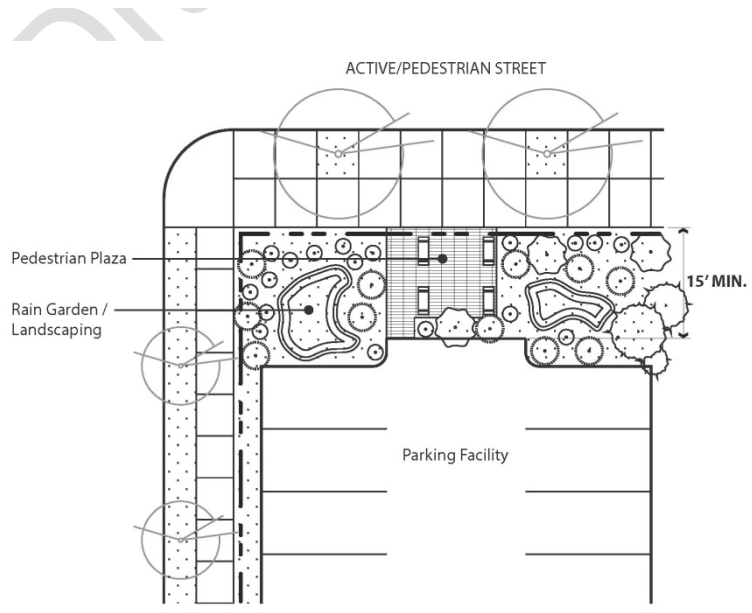 ACTIVE/PEDESTRIAN STREET
Pedestrian Plaza
15' MIN.
Rain Garden /
Landscaping
Parking Facility